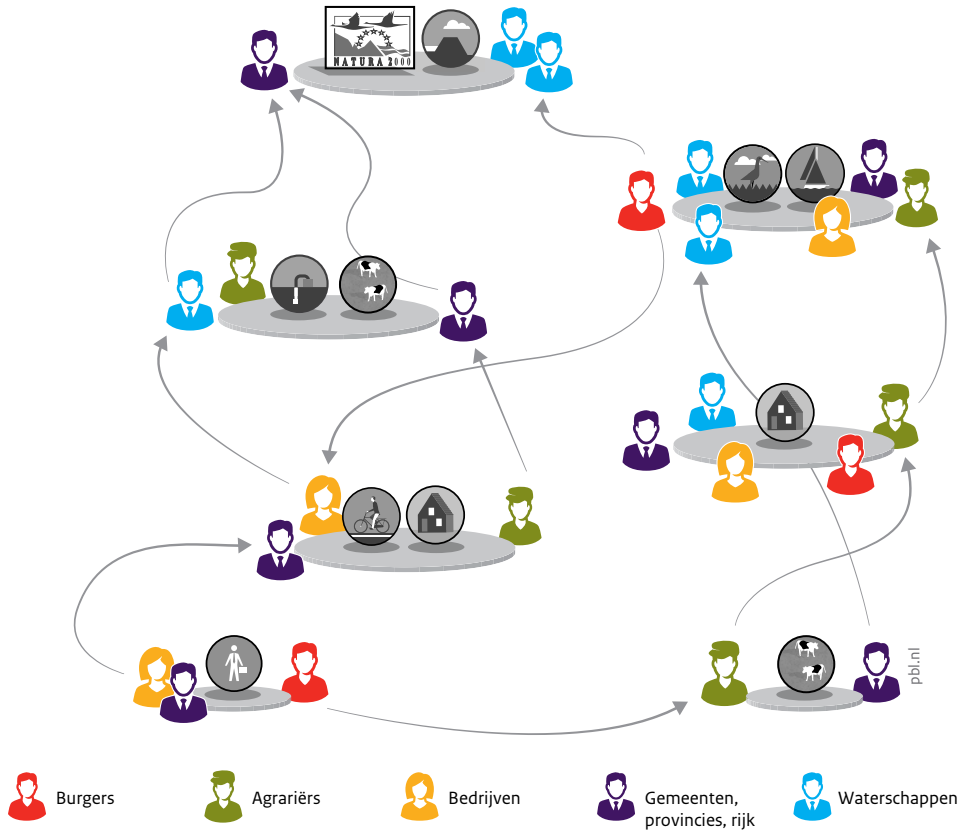 NATURA 2000
pbl.nl
Burgers
Agrariërs
Bedrijven
Gemeenten,
provincies, rijk
Waterschappen